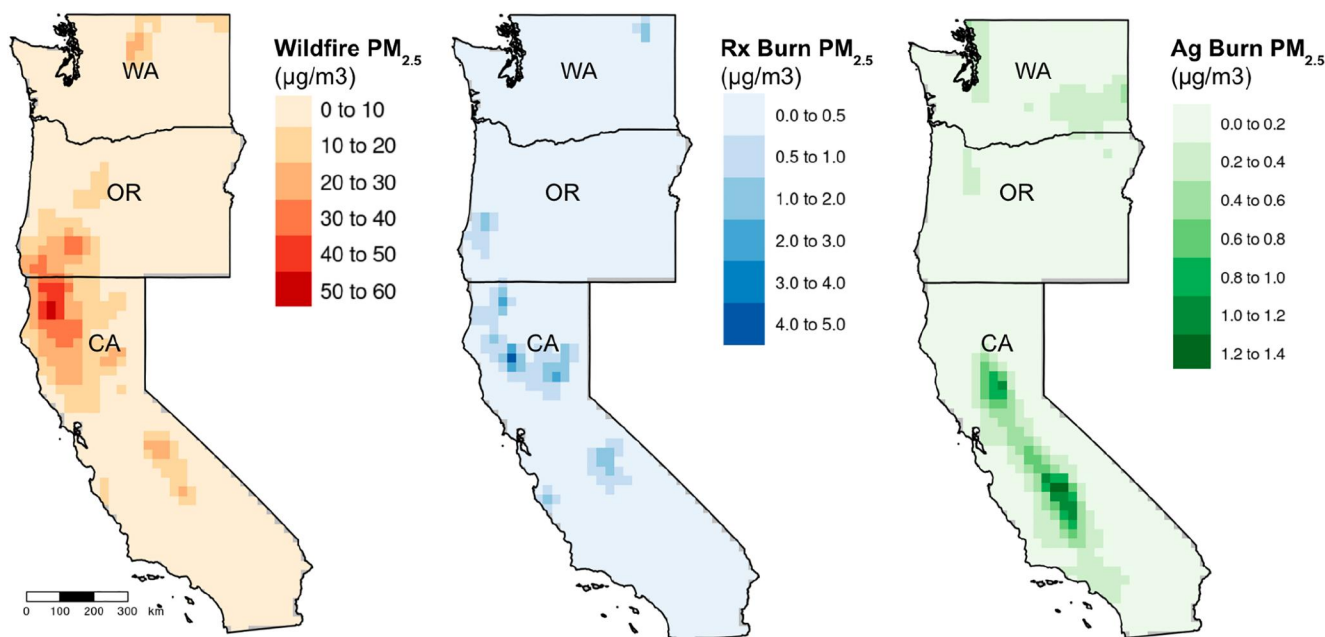 Wildfire PM2.5
(µg/m3)
0 to 10
10 to 20
20 to 30
30 to 40
40 to 50
50 to 60
WA
OR
CA
0 100 200 300
km
Rx Burn PM2.5
(µg/m3)
0.0 to 0.5
0.5 to 1.0
1.0 to 2.0
2.0 to 3.0
3.0 to 4.0
4.0 to 5.0
WA
OR
CA
Ag Burn PM2.5
(µg/m3)
0.0 to 0.2
0.2 to 0.4
0.4 to 0.6
0.6 to 0.8
0.8 to 1.0
1.0 to 1.2
1.2 to 1.4
WA
OR
CA